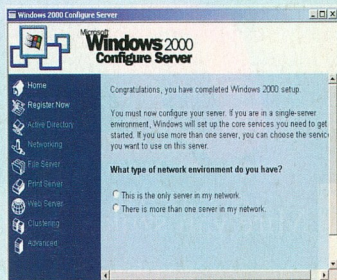 Windows 2000 Configure Server
Microsoft
Windows 2000
Configure Server
Home
Register Now
Active Directory
Networking
File Server
Print Server
Web Server
Clustering
Advanced
Congratulations, you have completed Windows 2000 setup.
You must now configure your server. If you are in a single-server
environment, Windows will set up the core services you need to get
started. If you use more than one server, you can choose the service
you want to use on this server.
What type of network environment do you have?
This is the only server in my network.
There is more than one server in my network.